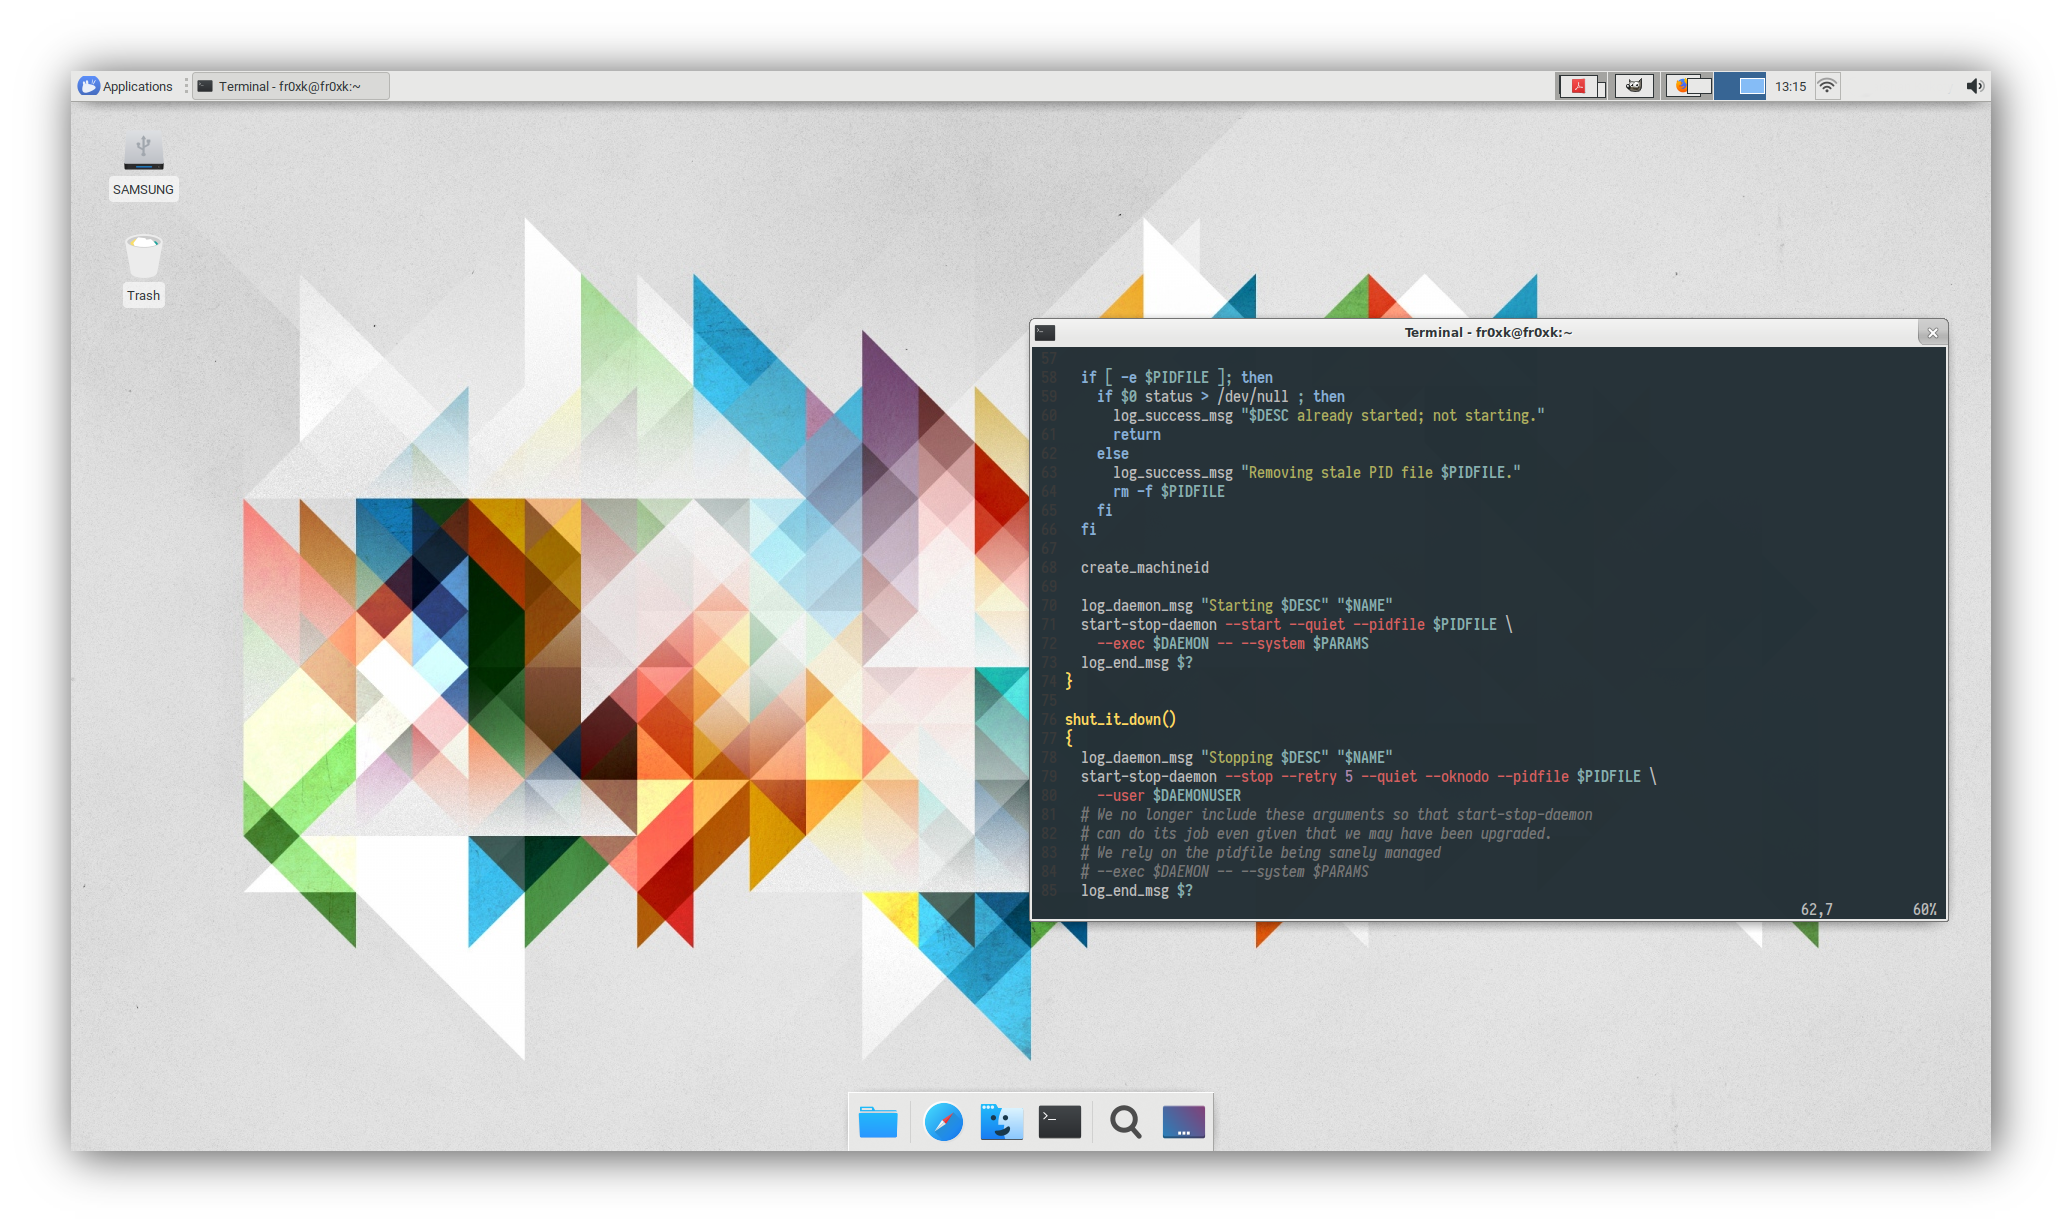 Applications
Terminal - fr0xk@fr0xk:~
13:15
SAMSUNG
Trash
Terminal - fr0xk@fr0xk:~
57
58   if [ -e $PIDFILE ]; then
59     if $0 status > /dev/null ; then
60       log_success_msg "$DESC already started; not starting."
61       return
62     else
63       log_success_msg "Removing stale PID file $PIDFILE."
64       rm -f $PIDFILE
65     fi
66   fi
67
68   create_machineid
69
70   log_daemon_msg "Starting $DESC" "$NAME"
71   start-stop-daemon --start --quiet --pidfile $PIDFILE \
72     --exec $DAEMON -- --system $PARAMS
73   log_end_msg $?
74 }
75
76 shut_it_down()
77 {
78   log_daemon_msg "Stopping $DESC" "$NAME"
79   start-stop-daemon --stop --retry 5 --quiet --oknodo --pidfile $PIDFILE \
80     --user $DAEMONUSER
81   # We no longer include these arguments so that start-stop-daemon
82   # can do its job even given that we may have been upgraded.
83   # We rely on the pidfile being sanely managed
84   # --exec $DAEMON -- --system $PARAMS
85   log_end_msg $?
62,7 60%